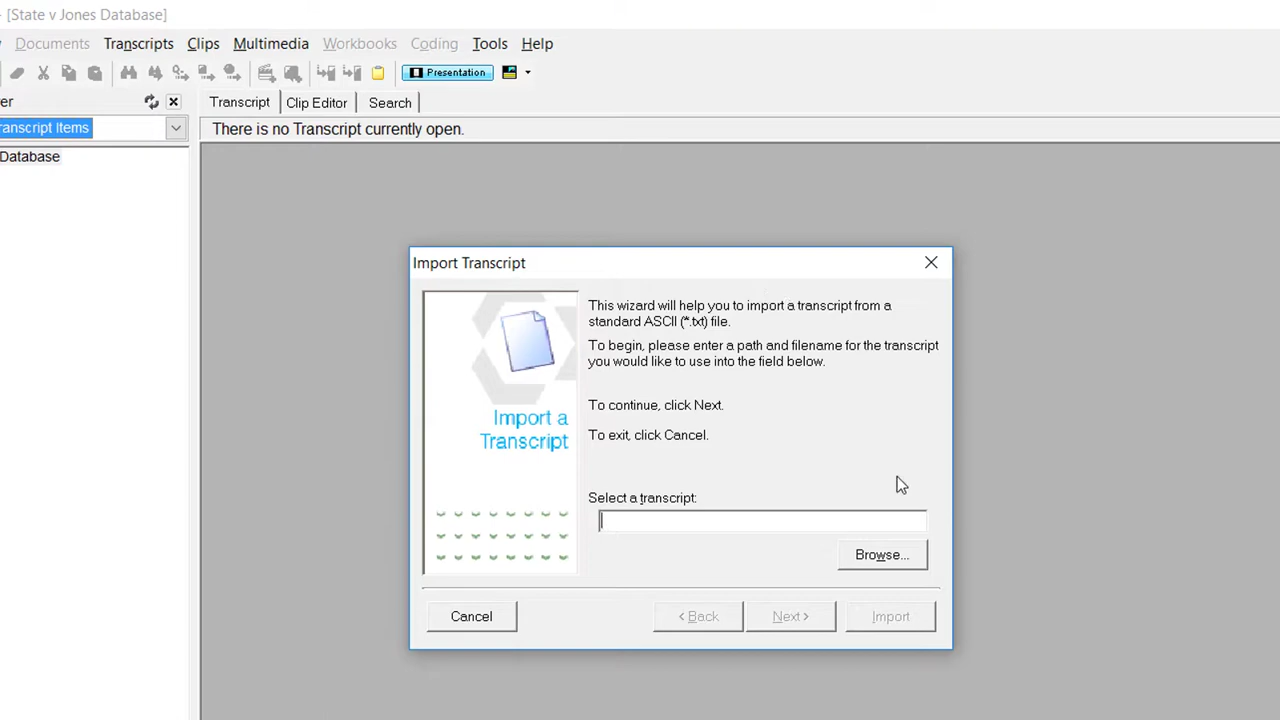 - [State v Jones Database]
Documents Transcripts Clips Multimedia Workbooks Coding Tools Help
Presentation
er
Transcript Clip Editor Search
ranscript Items
There is no Transcript currently open.
Database
Import Transcript
This wizard will help you to import a transcript from a
standard ASCII (*.txt) file.
To begin, please enter a path and filename for the transcript
you would like to use into the field below.
To continue, click Next.
To exit, click Cancel.
Import a
Transcript
Select a transcript:
Browse...
Cancel
< Back
Next >
Import